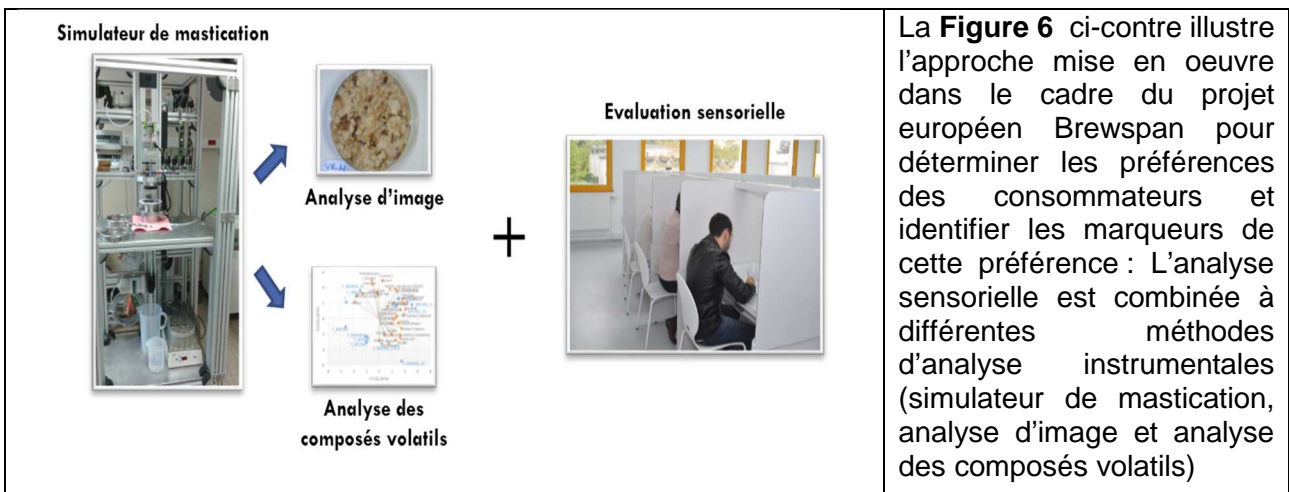 Simulateur de mastication
Analyse d'image
Analyse des
composés volatils
+
Evaluation sensorielle
La Figure 6 ci-contre illustre
l'approche mise en oeuvre
dans le cadre du projet
européen Brewspan pour
déterminer les préférences
des consommateurs et
identifier les marqueurs de
cette préférence : L'analyse
sensorielle est combinée à
différentes méthodes
d'analyse instrumentales
(simulateur de mastication,
analyse d'image et analyse
des composés volatils)